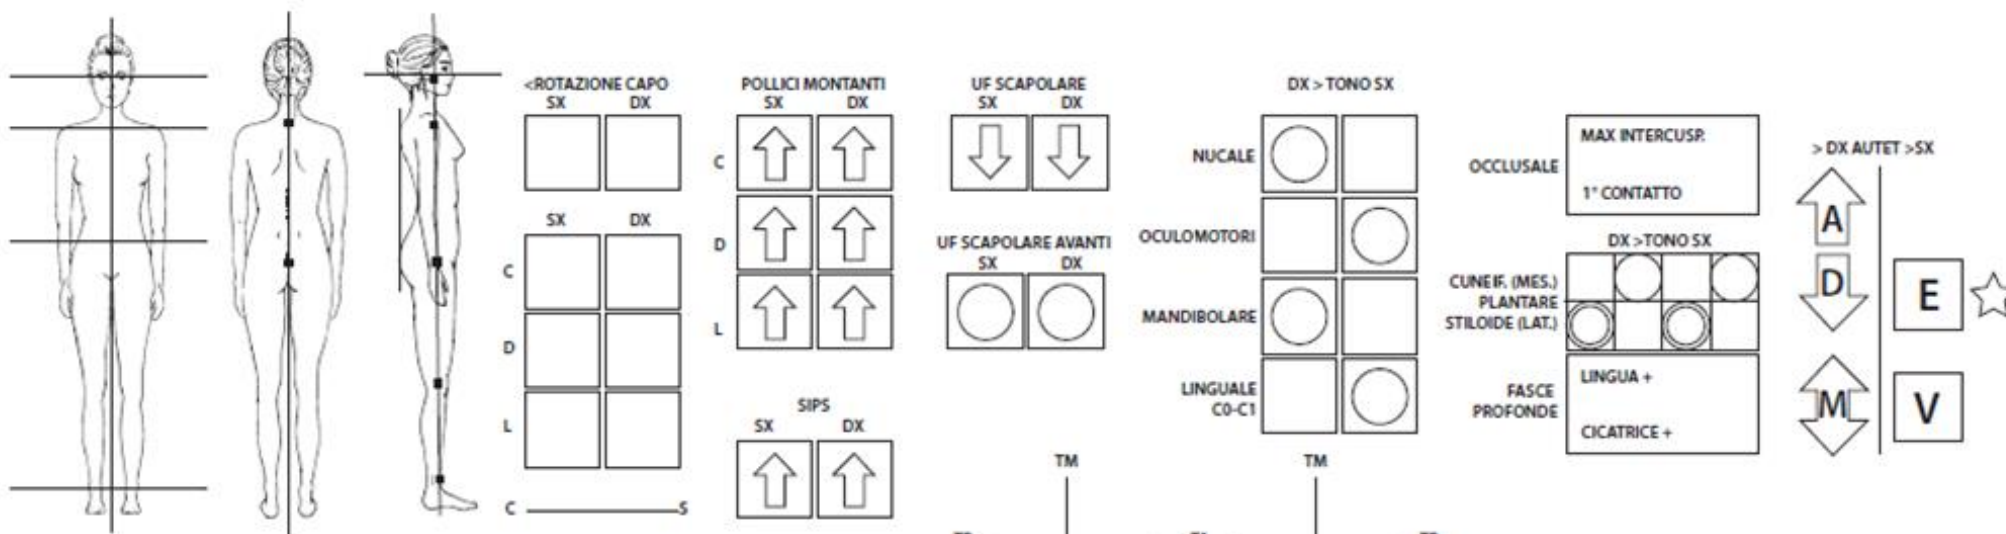 <ROTAZIONE CAPO
SX DX
SX DX
C
D
L
C S
POLLICI MONTANTI
SX DX
C
D
L
SIPS
SX DX
UF SCAPOLARE
SX DX
UF SCAPOLARE AVANTI
SX DX
DX > TONO SX
NUCALE
OCULOMOTORI
MANDIBOLARE
LINGUALE
C0-C1
TM
TM
OCCLUSALE
MAX INTERCUSP.
1° CONTATTO
DX >TONO SX
CUNEIF. (MES.)
PLANTARE
STILOIDE (LAT.)
FASCE
PROFONDE
LINGUA +
CICATRICE +
> DX AUTET >SX
A
D
E
M
V